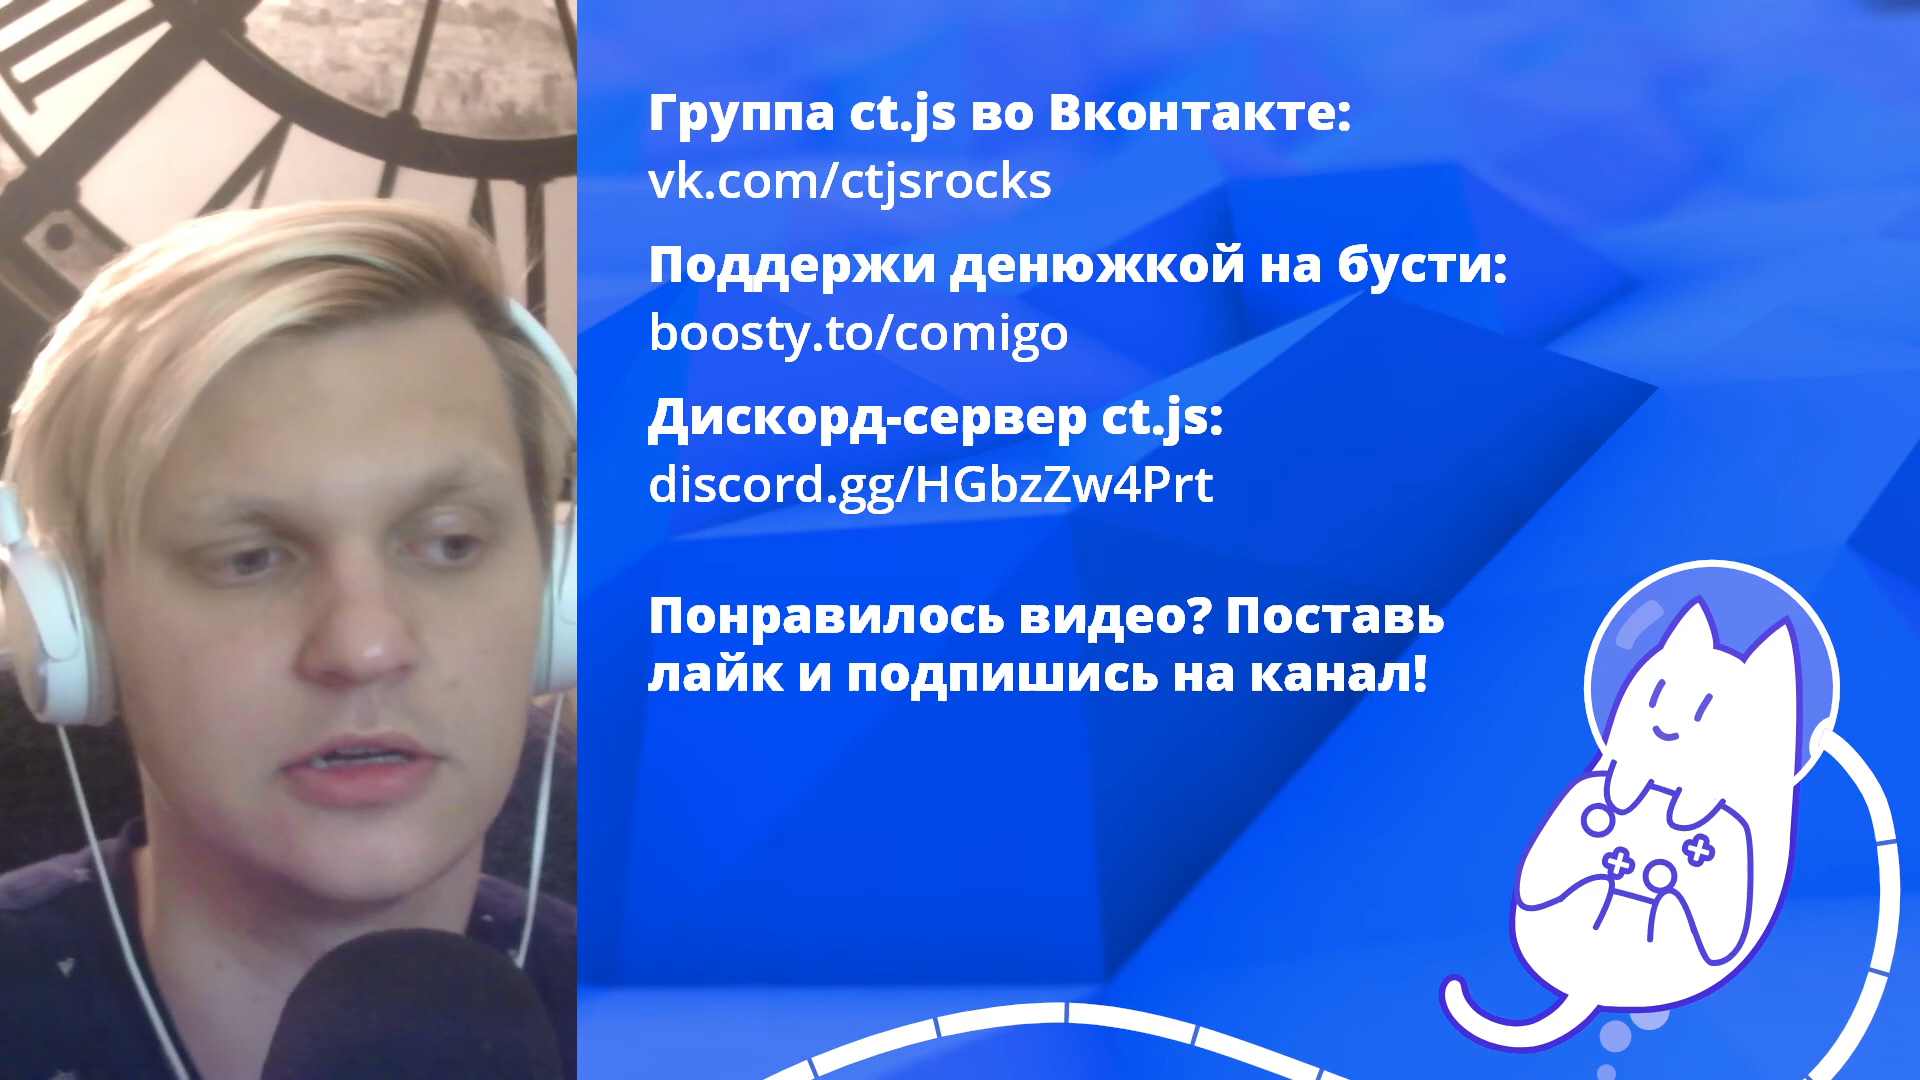 Группа ct.js во Вконтакте:
vk.com/ctjsrocks
Поддержи денюжкой на бусти:
boosty.to/comigo
Дискорд-сервер ct.js:
discord.gg/HGbzZw4Prt
Понравилось видео? Поставь
лайк и подпишись на канал!